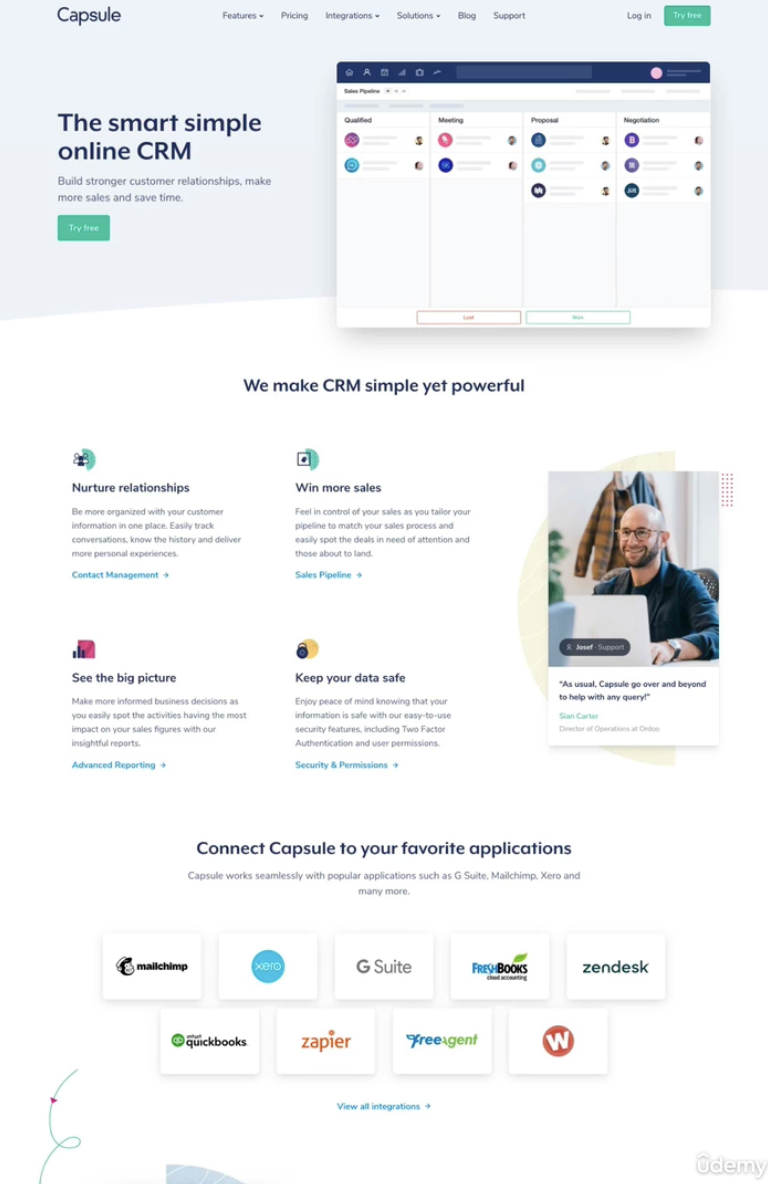 Capsule
Features
Pricing
Integrations
Solutions
Blog
Support
Log in
Try free
The smart simple
online CRM
Build stronger customer relationships, make
more sales and save time.
Try free
Sales Pipeline
Qualified
Meeting
Proposal
Negotiation
Lost
Won
We make CRM simple yet powerful
Nurture relationships
Be more organized with your customer
information in one place. Easily track
conversations, know the history and deliver
more personal experiences.
Contact Management →
Win more sales
Feel in control of your sales as you tailor your
pipeline to match your sales process and
easily spot the deals in need of attention and
those about to land.
Sales Pipeline →
See the big picture
Make more informed business decisions as
you easily spot the activities having the most
impact on your sales figures with our
insightful reports.
Advanced Reporting →
Keep your data safe
Enjoy peace of mind knowing that your
information is safe with our easy-to-use
security features, including Two Factor
Authentication and user permissions.
Security & Permissions →
Josef · Support
“As usual, Capsule go over and beyond
to help with any query!”
Sian Carter
Director of Operations at Ordoo
Connect Capsule to your favorite applications
Capsule works seamlessly with popular applications such as G Suite, Mailchimp, Xero and
many more.
mailchimp
xero
G Suite
FRESHBOOKS
cloud accounting
zendesk
intuit
quickbooks.
zapier
freeagent
W
View all integrations →
ûdemy